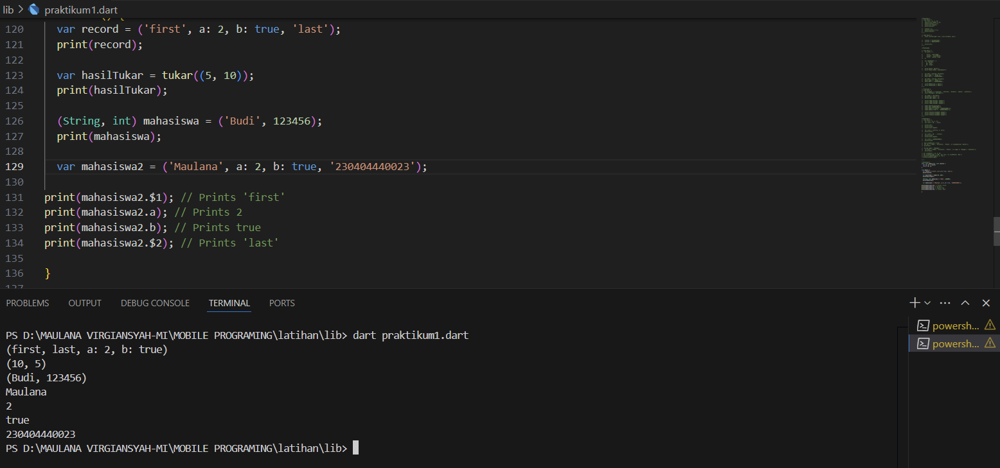 lib > praktikum1.dart
120 var record = ('first', a: 2, b: true, 'last');
121 print(record);
122
123 var hasilTukar = tukar((5, 10));
124 print(hasilTukar);
125
126 (String, int) mahasiswa = ('Budi', 123456);
127 print(mahasiswa);
128
129 var mahasiswa2 = ('Maulana', a: 2, b: true, '230404440023');
130
131 print(mahasiswa2.$1); // Prints 'first'
132 print(mahasiswa2.a); // Prints 2
133 print(mahasiswa2.b); // Prints true
134 print(mahasiswa2.$2); // Prints 'last'
135
136 }
PROBLEMS OUTPUT DEBUG CONSOLE TERMINAL PORTS
PS D:\MAULANA VIRGIANSYAH-MI\MOBILE PROGRAMING\latihan\lib> dart praktikum1.dart
(first, last, a: 2, b: true)
(10, 5)
(Budi, 123456)
Maulana
2
true
230404440023
PS D:\MAULANA VIRGIANSYAH-MI\MOBILE PROGRAMING\latihan\lib>
powersh...
powersh...